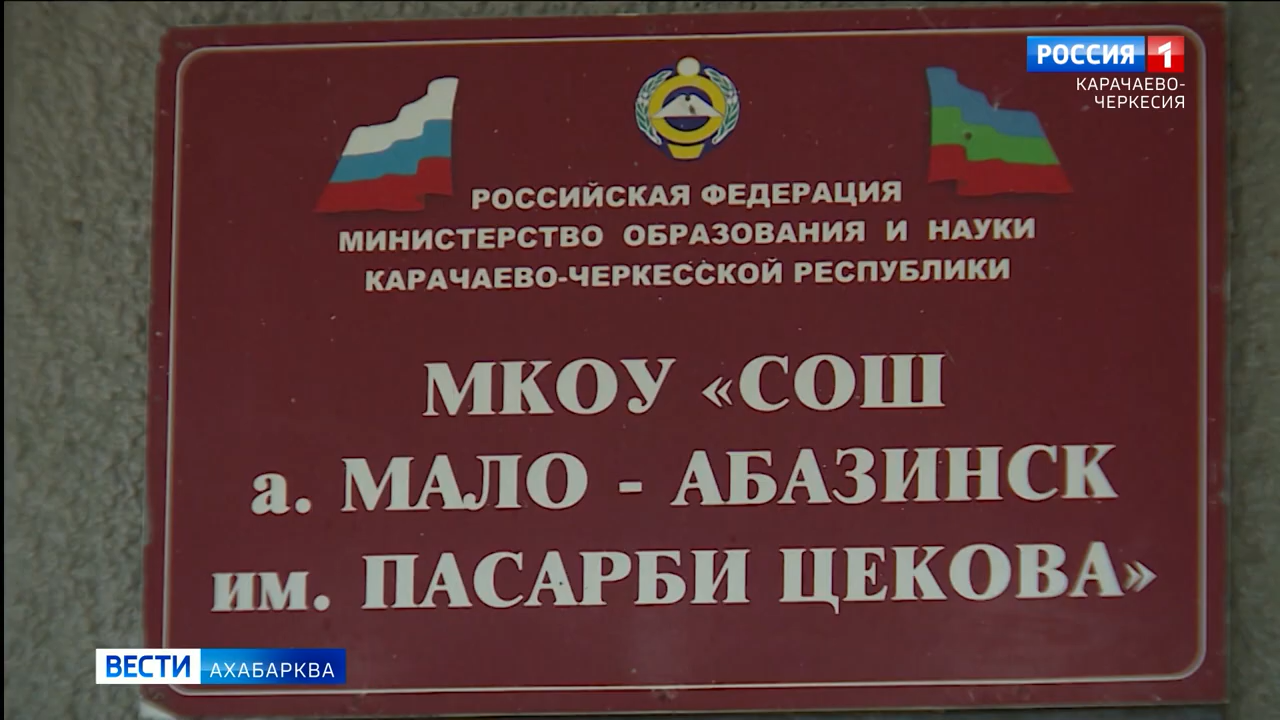 РОССИЯ 1
КАРАЧАЕВО-
ЧЕРКЕСИЯ
РОССИЙСКАЯ ФЕДЕРАЦИЯ
МИНИСТЕРСТВО ОБРАЗОВАНИЯ И НАУКИ
КАРАЧАЕВО-ЧЕРКЕССКОЙ РЕСПУБЛИКИ
МКОУ «СОШ
а. МАЛО - АБАЗИНСК
им. ПАСАРБИ ЦЕКОВА»
ВЕСТИ АХАБАРКВА